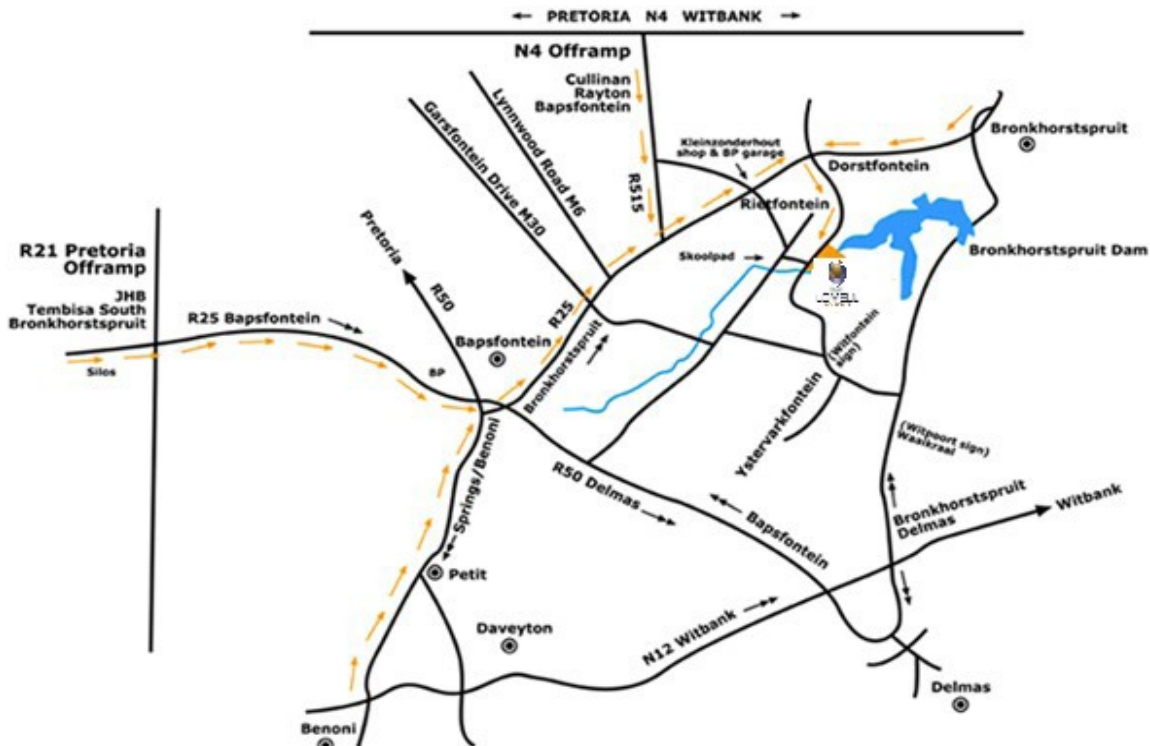 PRETORIA N4 WITBANK
N4 Offramp
Cullinan
Rayton
Bapsfontein
Lynnwood Road M6
Garsfontein Drive M30
R515
Kleinzonderhout
shop & BP garage
Bronkhorstspruit
Dorstfontein
Rietfontein
Pretoria
R50
R21 Pretoria
Offramp
JHB
Tembisa South
Bronkhorstspruit
Skoolpad
Bronkhorstspruit Dam
R25 Bapsfontein
R25
Bronkhorstspruit
Bapsfontein
Silos
BP
(Witfontein
sign)
Ystervarkfontein
(Witpoort sign)
Waaikraal
Springs/Benoni
R50 Delmas
Bapsfontein
Bronkhorstspruit
Delmas
Witbank
Petit
Daveyton
N12 Witbank
Delmas
Benoni